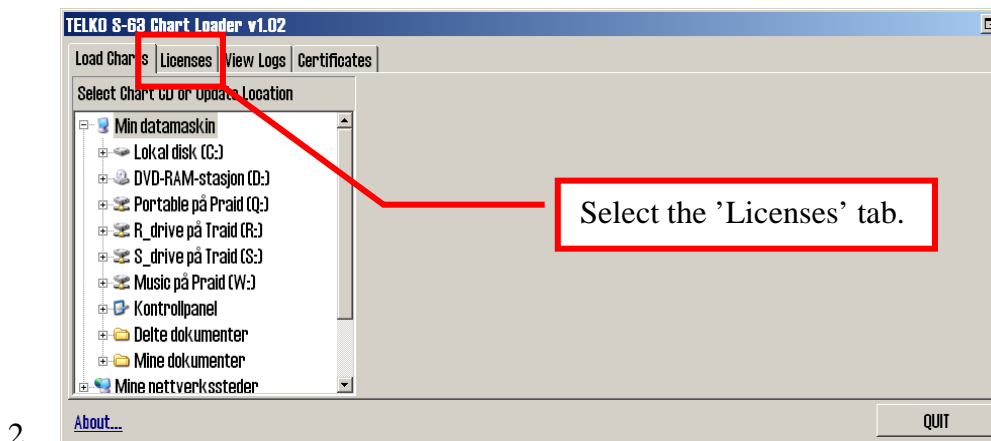 TELKO S-63 Chart Loader v1.02
Load Charts Licenses View Logs Certificates
Select Chart CD or Update Location
Min datamaskin
Lokal disk (C:)
DVD-RAM-stasjon (D:)
Portable på Praid (Q:)
R_drive på Traid (R:)
S_drive på Traid (S:)
Music på Praid (W:)
Kontrollpanel
Delte dokumenter
Mine dokumenter
Mine nettverkssteder
Select the ’Licenses’ tab.
2
About...
QUIT